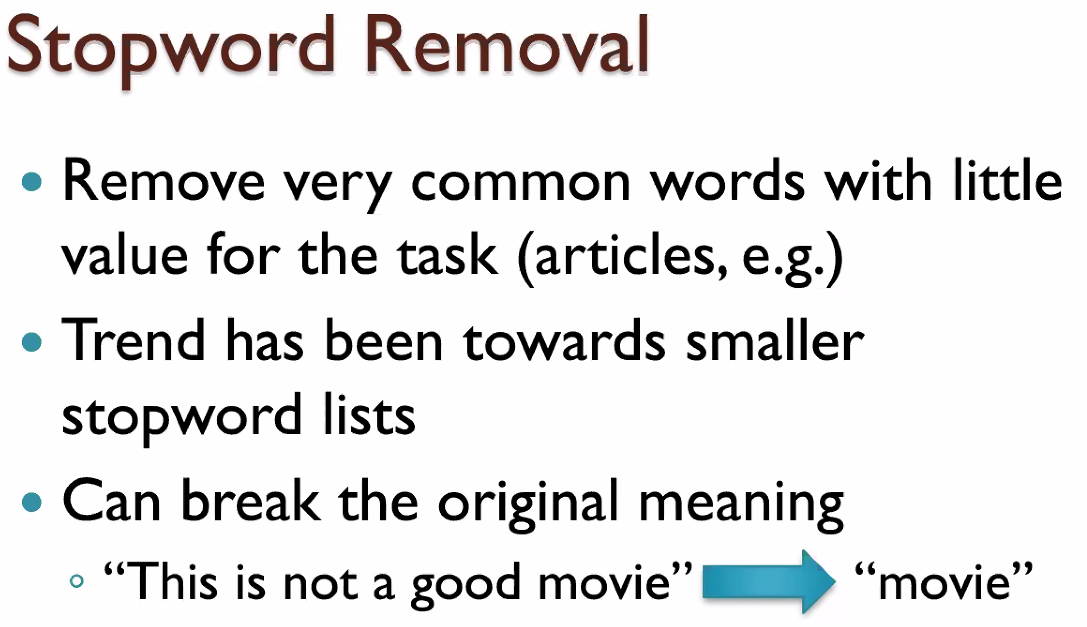 Stopword Removal
• Remove very common words with little
value for the task (articles, e.g.)
• Trend has been towards smaller
stopword lists
• Can break the original meaning
◦ “This is not a good movie” “movie”